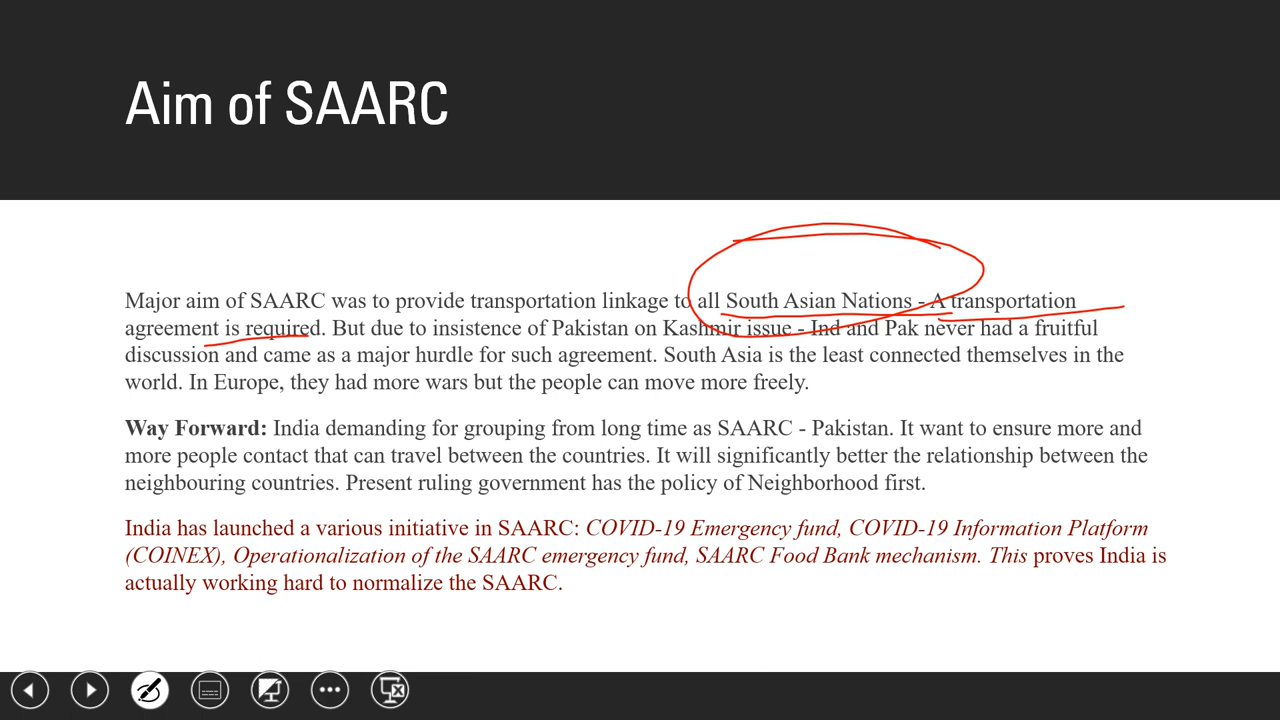 Aim of SAARC
Major aim of SAARC was to provide transportation linkage to all South Asian Nations - A transportation
agreement is required. But due to insistence of Pakistan on Kashmir issue - Ind and Pak never had a fruitful
discussion and came as a major hurdle for such agreement. South Asia is the least connected themselves in the
world. In Europe, they had more wars but the people can move more freely.
Way Forward: India demanding for grouping from long time as SAARC - Pakistan. It want to ensure more and
more people contact that can travel between the countries. It will significantly better the relationship between the
neighbouring countries. Present ruling government has the policy of Neighborhood first.
India has launched a various initiative in SAARC: COVID-19 Emergency fund, COVID-19 Information Platform
(COINEX), Operationalization of the SAARC emergency fund, SAARC Food Bank mechanism. This proves India is
actually working hard to normalize the SAARC.